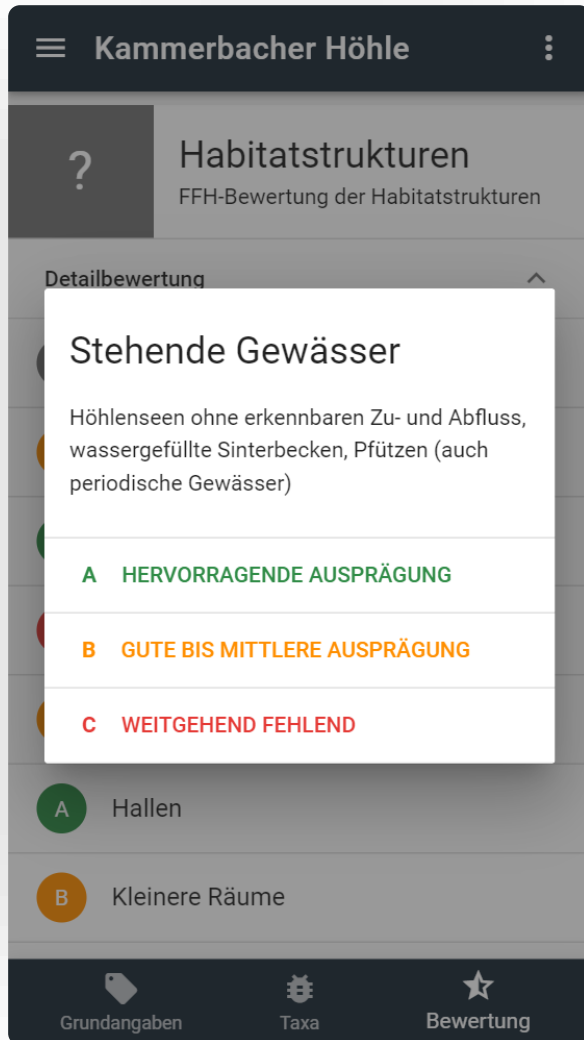 Kammerbacher Höhle
?
Habitatstrukturen
FFH-Bewertung der Habitatstrukturen
Detailbewertung
Stehende Gewässer
Höhlenseen ohne erkennbaren Zu- und Abfluss,
wassergefüllte Sinterbecken, Pfützen (auch
periodische Gewässer)
A HERVORRAGENDE AUSPRÄGUNG
B GUTE BIS MITTLERE AUSPRÄGUNG
C WEITGEHEND FEHLEND
A Hallen
B Kleinere Räume
Grundangaben Taxa Bewertung